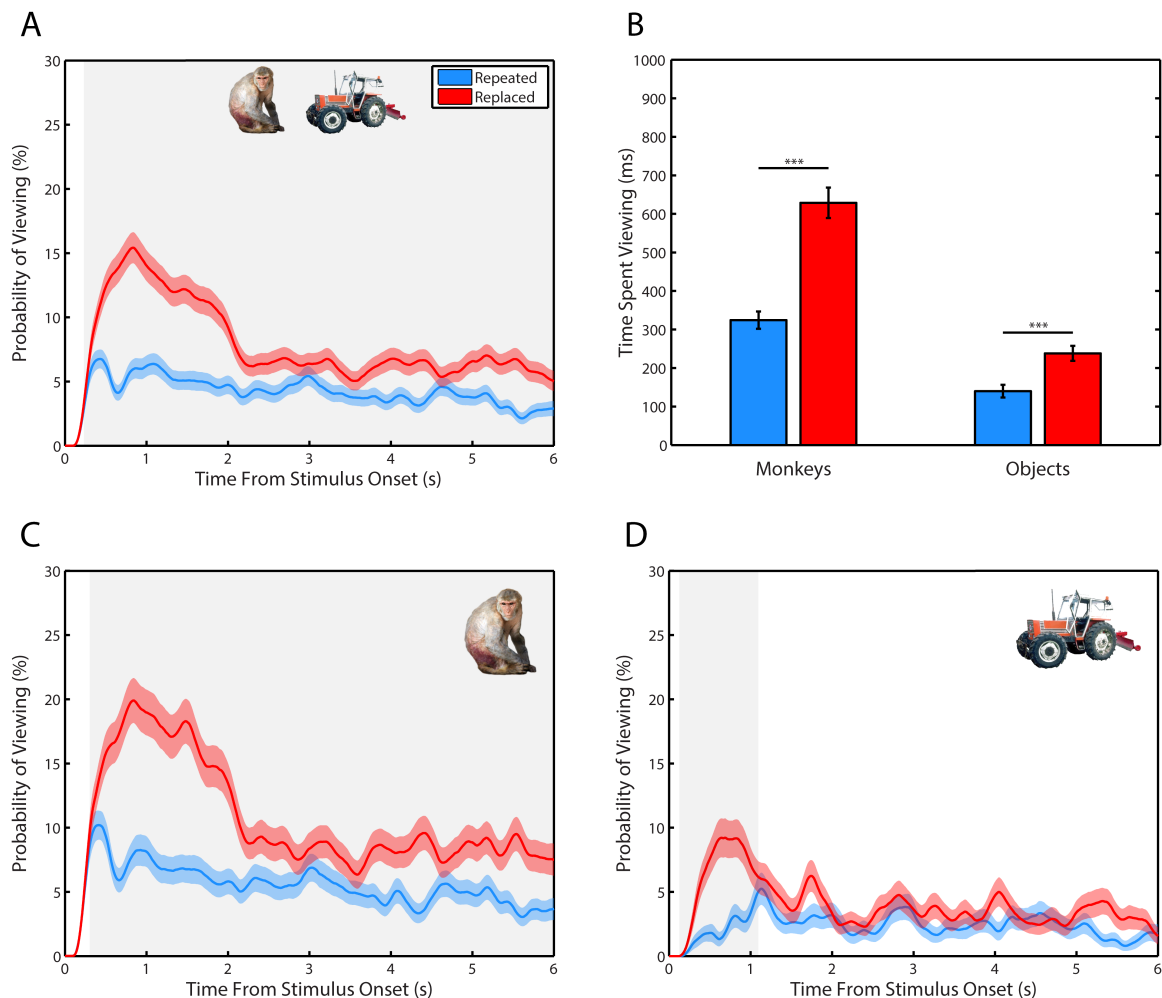 A
30
25
20
15
10
5
0
0 1 2 3 4 5 6
Probability of Viewing (%)
Time From Stimulus Onset (s)
Repeated
Replaced
B
1000
900
800
700
600
500
400
300
200
100
0
Time Spent Viewing (ms)
***
***
Monkeys
Objects
C
30
25
20
15
10
5
0
0 1 2 3 4 5 6
Probability of Viewing (%)
Time From Stimulus Onset (s)
D
30
25
20
15
10
5
0
0 1 2 3 4 5 6
Probability of Viewing (%)
Time From Stimulus Onset (s)